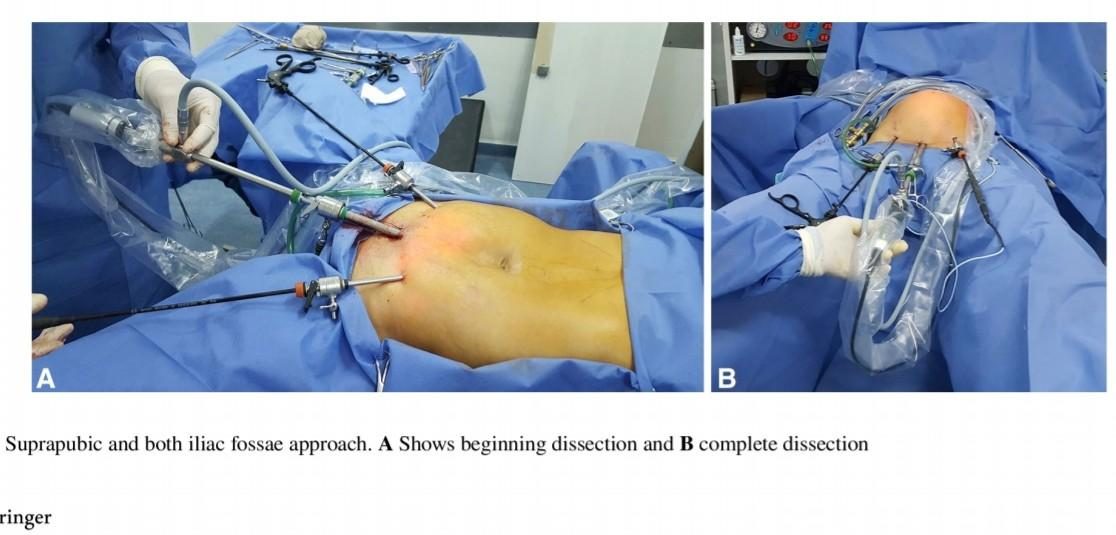 A
B
Suprapubic and both iliac fossae approach. A Shows beginning dissection and B complete dissection
ringer